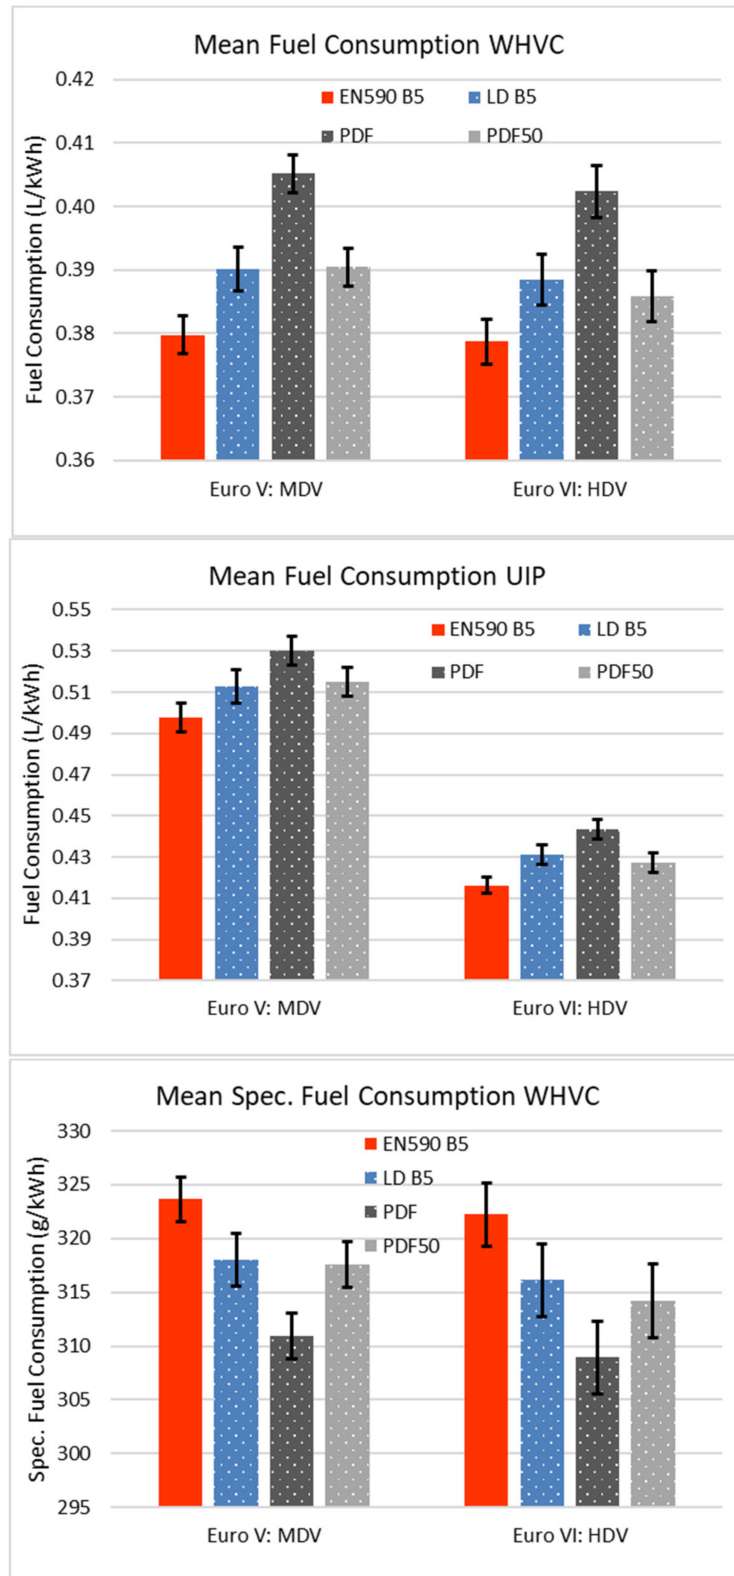 Mean Fuel Consumption WHVC
Fuel Consumption (L/kWh)
0.42
0.41
0.40
0.39
0.38
0.37
0.36
EN590 B5
LD B5
PDF
PDF50
Euro V: MDV
Euro VI: HDV
Mean Fuel Consumption UIP
Fuel Consumption (L/kWh)
0.55
0.53
0.51
0.49
0.47
0.45
0.43
0.41
0.39
0.37
EN590 B5
LD B5
PDF
PDF50
Euro V: MDV
Euro VI: HDV
Mean Spec. Fuel Consumption WHVC
Spec. Fuel Consumption (g/kWh)
330
325
320
315
310
305
300
295
EN590 B5
LD B5
PDF
PDF50
Euro V: MDV
Euro VI: HDV